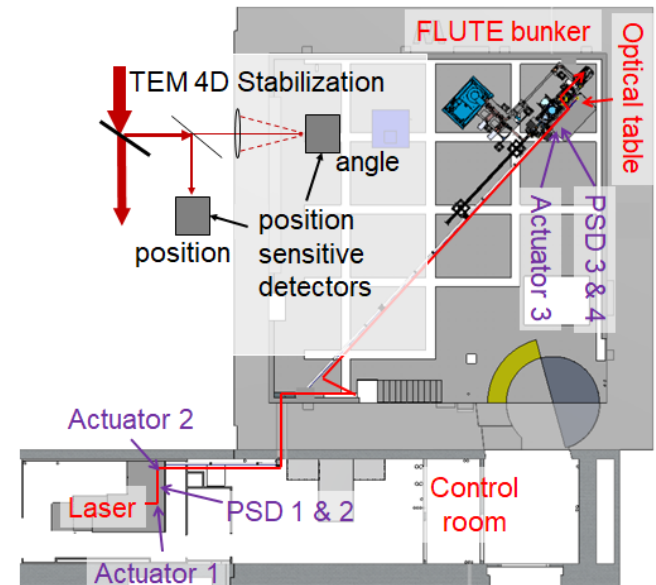 FLUTE bunker
TEM 4D Stabilization
Optical table
angle
position
position
sensitive
detectors
Actuator 3
PSD 3 & 4
Actuator 2
Laser
PSD 1 & 2
Control
room
Actuator 1